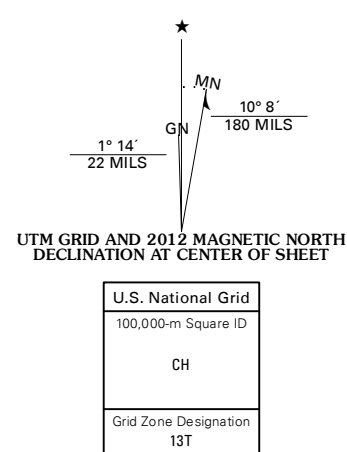 ★
MN
10° 8´
180 MILS
GN
1° 14´
22 MILS
UTM GRID AND 2012 MAGNETIC NORTH
DECLINATION AT CENTER OF SHEET
U.S. National Grid
100,000-m Square ID
CH
Grid Zone Designation
13T